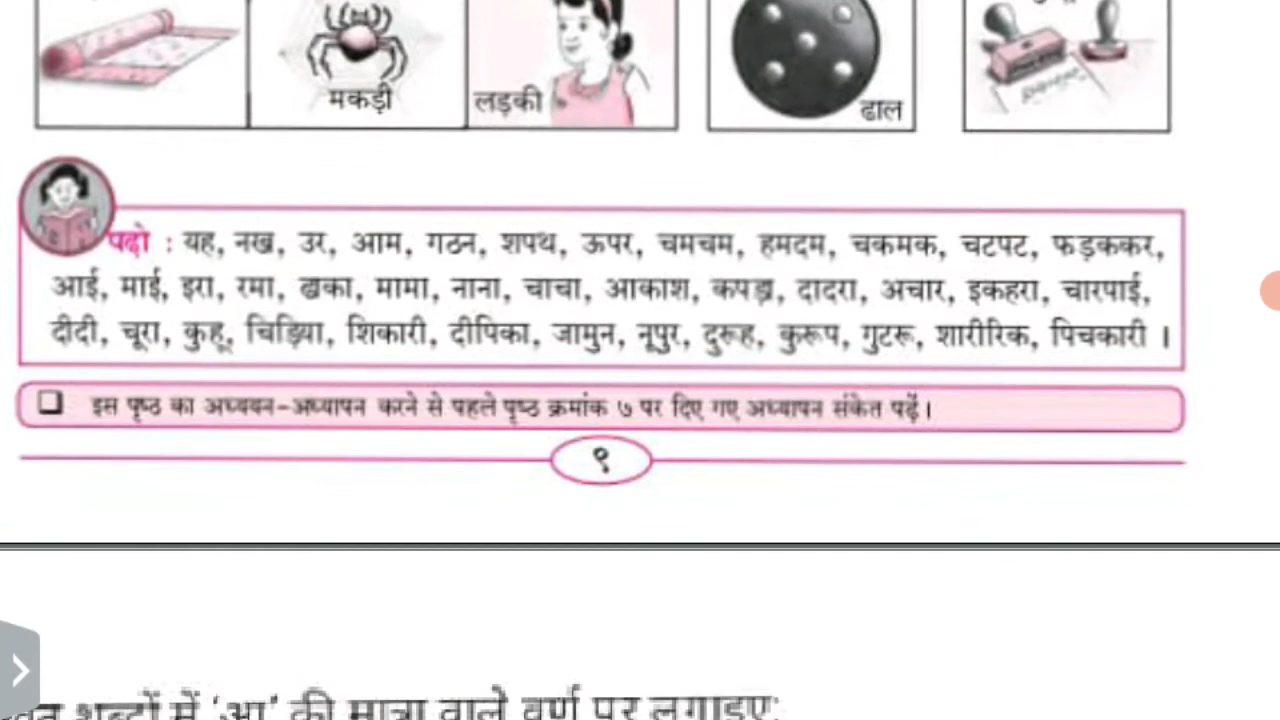 मकड़ी
लड़की
ढाल
पढ़ो : यह, नख, उर, आम, गठन, शपथ, ऊपर, चमचम, हमदम, चकमक, चटपट, फड़ककर,
आई, माई, इरा, रमा, ढाका, मामा, नाना, चाचा, आकाश, कपड़ा, दादरा, अचार, इकहरा, चारपाई,
दीदी, चूरा, कुहू, चिड़िया, शिकारी, दीपिका, जामुन, नूपुर, दुरूह, कुरूप, गुटरू, शारीरिक, पिचकारी ।
❑ इस पृष्ठ का अध्ययन-अध्यापन करने से पहले पृष्ठ क्रमांक ७ पर दिए गए अध्यापन संकेत पढ़ें ।
९
शब्दों में 'आ' की मात्रा वाले वर्ण पर लगाइए: